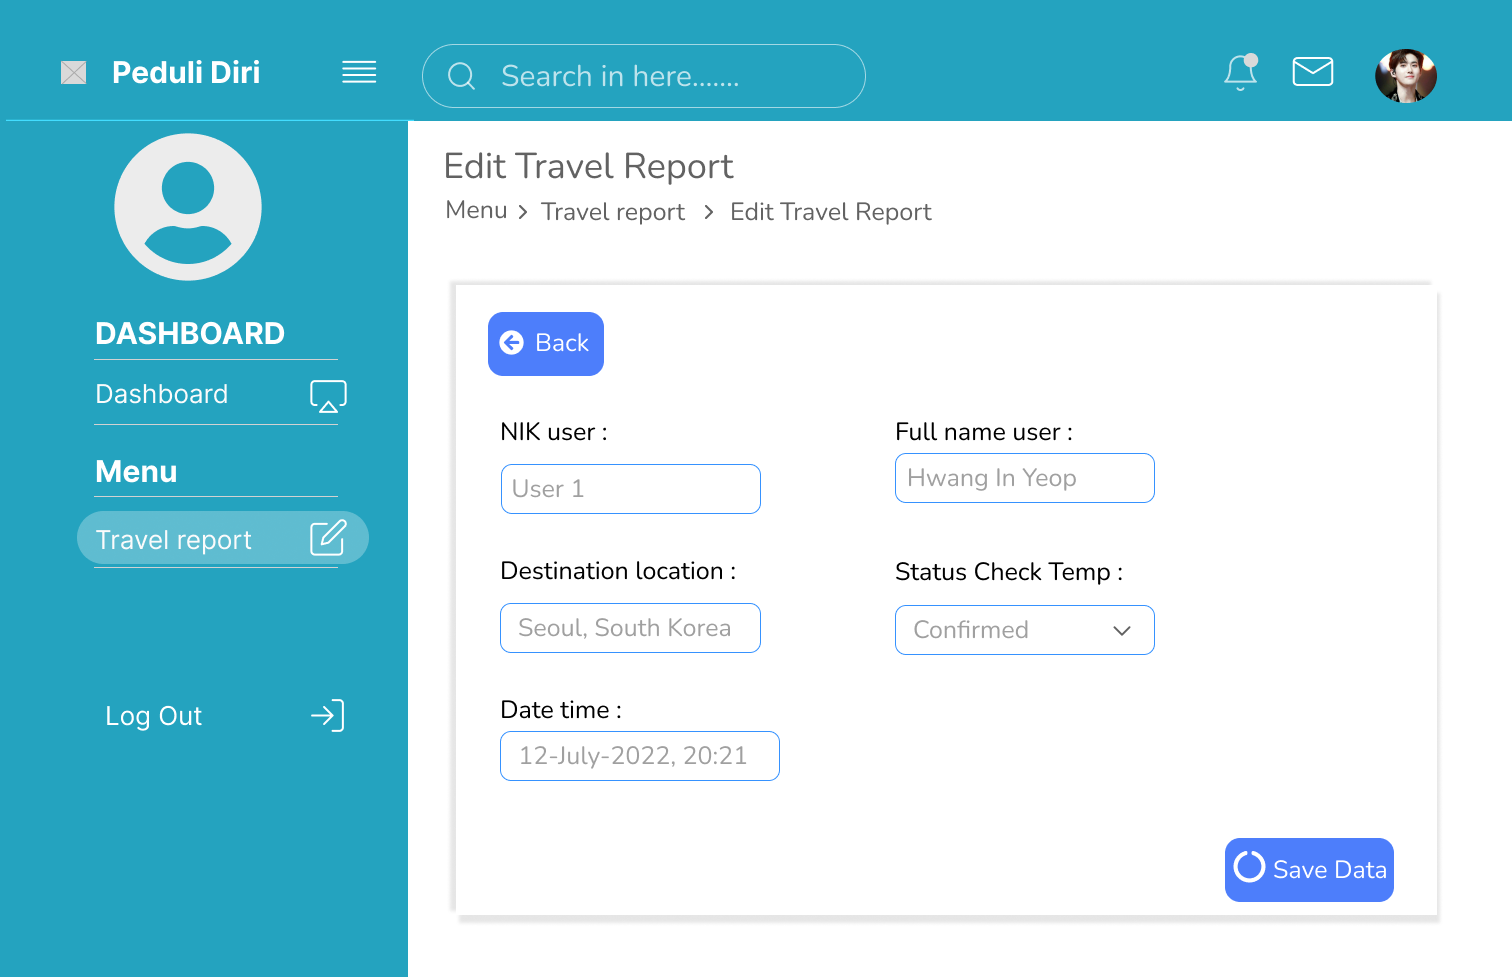 Peduli Diri
Search in here.......
DASHBOARD
Dashboard
Menu
Travel report
Log Out
Edit Travel Report
Menu > Travel report > Edit Travel Report
Back
NIK user :
User 1
Full name user :
Hwang In Yeop
Destination location :
Seoul, South Korea
Status Check Temp :
Confirmed
Date time :
12-July-2022, 20:21
Save Data